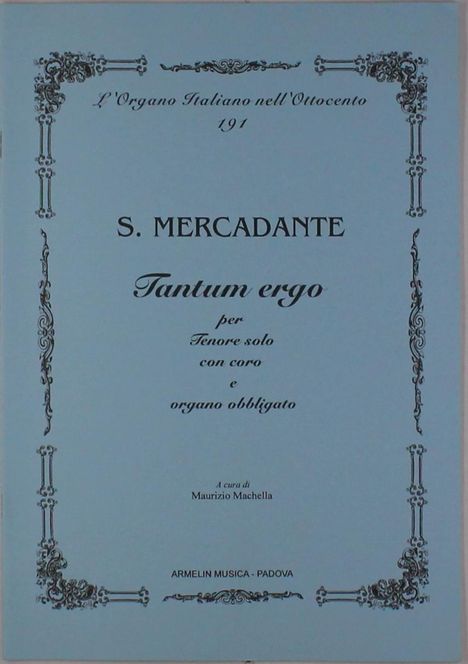 L'Organo Italiano nell'Ottocento
191
S. MERCADANTE
Tantum ergo
per
Tenore solo
con coro
e
organo obbligato
A cura di
Maurizio Machella
ARMELIN MUSICA - PADOVA